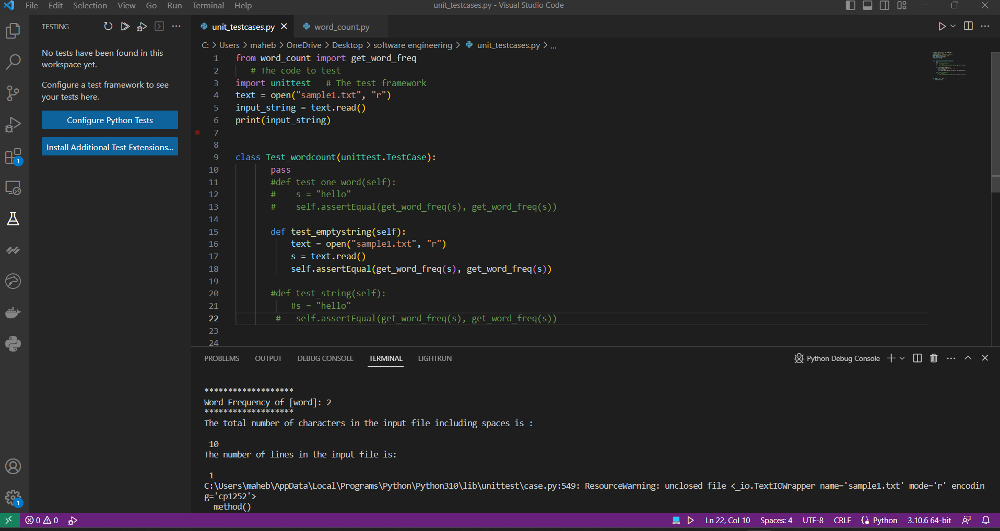 File Edit Selection View Go Run Terminal Help
unit_testcases.py - Visual Studio Code
TESTING
No tests have been found in this
workspace yet.
Configure a test framework to see
your tests here.
Configure Python Tests
Install Additional Test Extensions...
unit_testcases.py
word_count.py
C: > Users > maheb > OneDrive > Desktop > software engineering > unit_testcases.py > ...
1 from word_count import get_word_freq
2 # The code to test
3 import unittest # The test framework
4 text = open("sample1.txt", "r")
5 input_string = text.read()
6 print(input_string)
7
8
9 class Test_wordcount(unittest.TestCase):
10 pass
11 #def test_one_word(self):
12 # s = "hello"
13 # self.assertEqual(get_word_freq(s), get_word_freq(s))
14
15 def test_emptystring(self):
16 text = open("sample1.txt", "r")
17 s = text.read()
18 self.assertEqual(get_word_freq(s), get_word_freq(s))
19
20 #def test_string(self):
21 #s = "hello"
22 # self.assertEqual(get_word_freq(s), get_word_freq(s))
23
24
PROBLEMS OUTPUT DEBUG CONSOLE TERMINAL LIGHTRUN
Python Debug Console
*******************
Word Frequency of [word]: 2
*******************
The total number of characters in the input file including spaces is :
10
The number of lines in the input file is:
1
C:\Users\maheb\AppData\Local\Programs\Python\Python310\lib\unittest\case.py:549: ResourceWarning: unclosed file <_io.TextIOWrapper name='sample1.txt' mode='r' encodin
g='cp1252'>
method()
1
1
0 0
Ln 22, Col 10 Spaces: 4 UTF-8 CRLF Python 3.10.6 64-bit